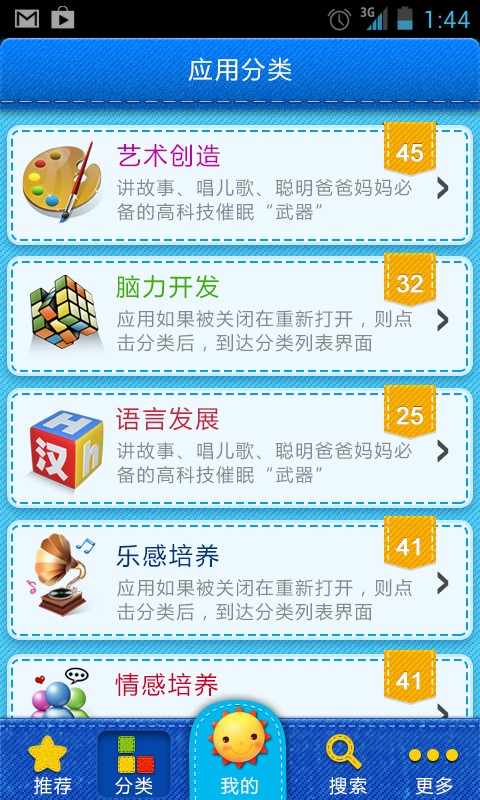 3G 1:44
应用分类
艺术创造
45
讲故事、唱儿歌、聪明爸爸妈妈必
备的高科技催眠“武器”
脑力开发
32
应用如果被关闭在重新打开，则点
击分类后，到达分类列表界面
语言发展
25
H
汉
h
讲故事、唱儿歌、聪明爸爸妈妈必
备的高科技催眠“武器”
乐感培养
41
应用如果被关闭在重新打开，则点
击分类后，到达分类列表界面
情感培养
41
推荐 分类 我的 搜索 更多